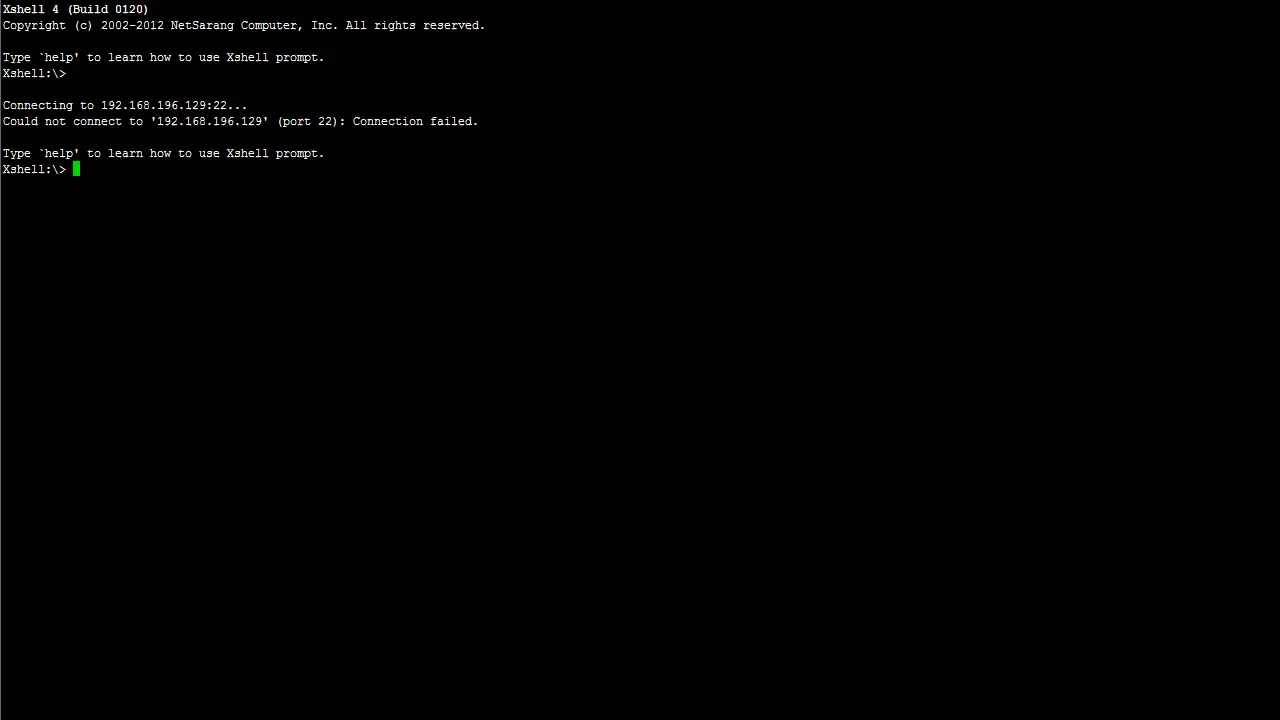 Xshell 4 (Build 0120)
Copyright (c) 2002-2012 NetSarang Computer, Inc. All rights reserved.
Type `help' to learn how to use Xshell prompt.
Xshell:\>
Connecting to 192.168.196.129:22...
Could not connect to '192.168.196.129' (port 22): Connection failed.
Type `help' to learn how to use Xshell prompt.
Xshell:\>